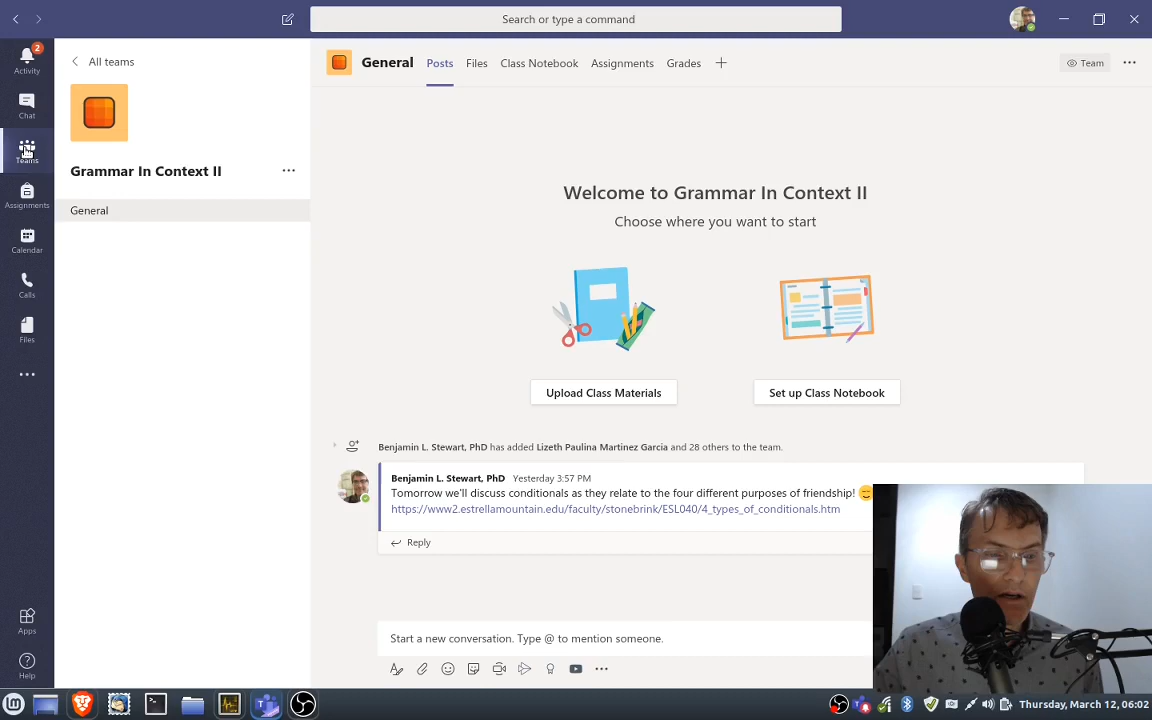 Search or type a command
2
Activity
Chat
Teams
Assignments
Calendar
Calls
Files
Apps
Help
All teams
Grammar In Context II
General
General
Posts
Files
Class Notebook
Assignments
Grades
Team
Welcome to Grammar In Context II
Choose where you want to start
Upload Class Materials
Set up Class Notebook
Benjamin L. Stewart, PhD has added Lizeth Paulina Martinez Garcia and 28 others to the team.
Benjamin L. Stewart, PhD Yesterday 3:57 PM
Tomorrow we'll discuss conditionals as they relate to the four different purposes of friendship!
https://www2.estrellamountain.edu/faculty/stonebrink/ESL040/4_types_of_conditionals.htm
Reply
Start a new conversation. Type @ to mention someone.
Thursday, March 12, 06:02